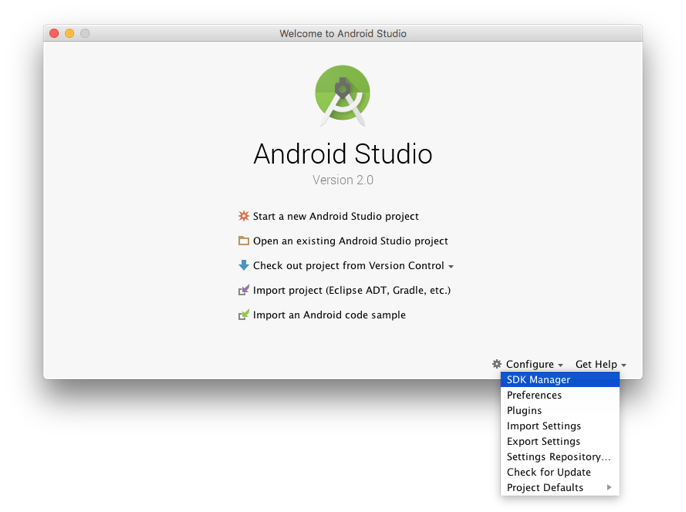 Welcome to Android Studio
Android Studio
Version 2.0
Start a new Android Studio project
Open an existing Android Studio project
Check out project from Version Control
Import project (Eclipse ADT, Gradle, etc.)
Import an Android code sample
Configure Get Help
SDK Manager
Preferences
Plugins
Import Settings
Export Settings
Settings Repository...
Check for Update
Project Defaults